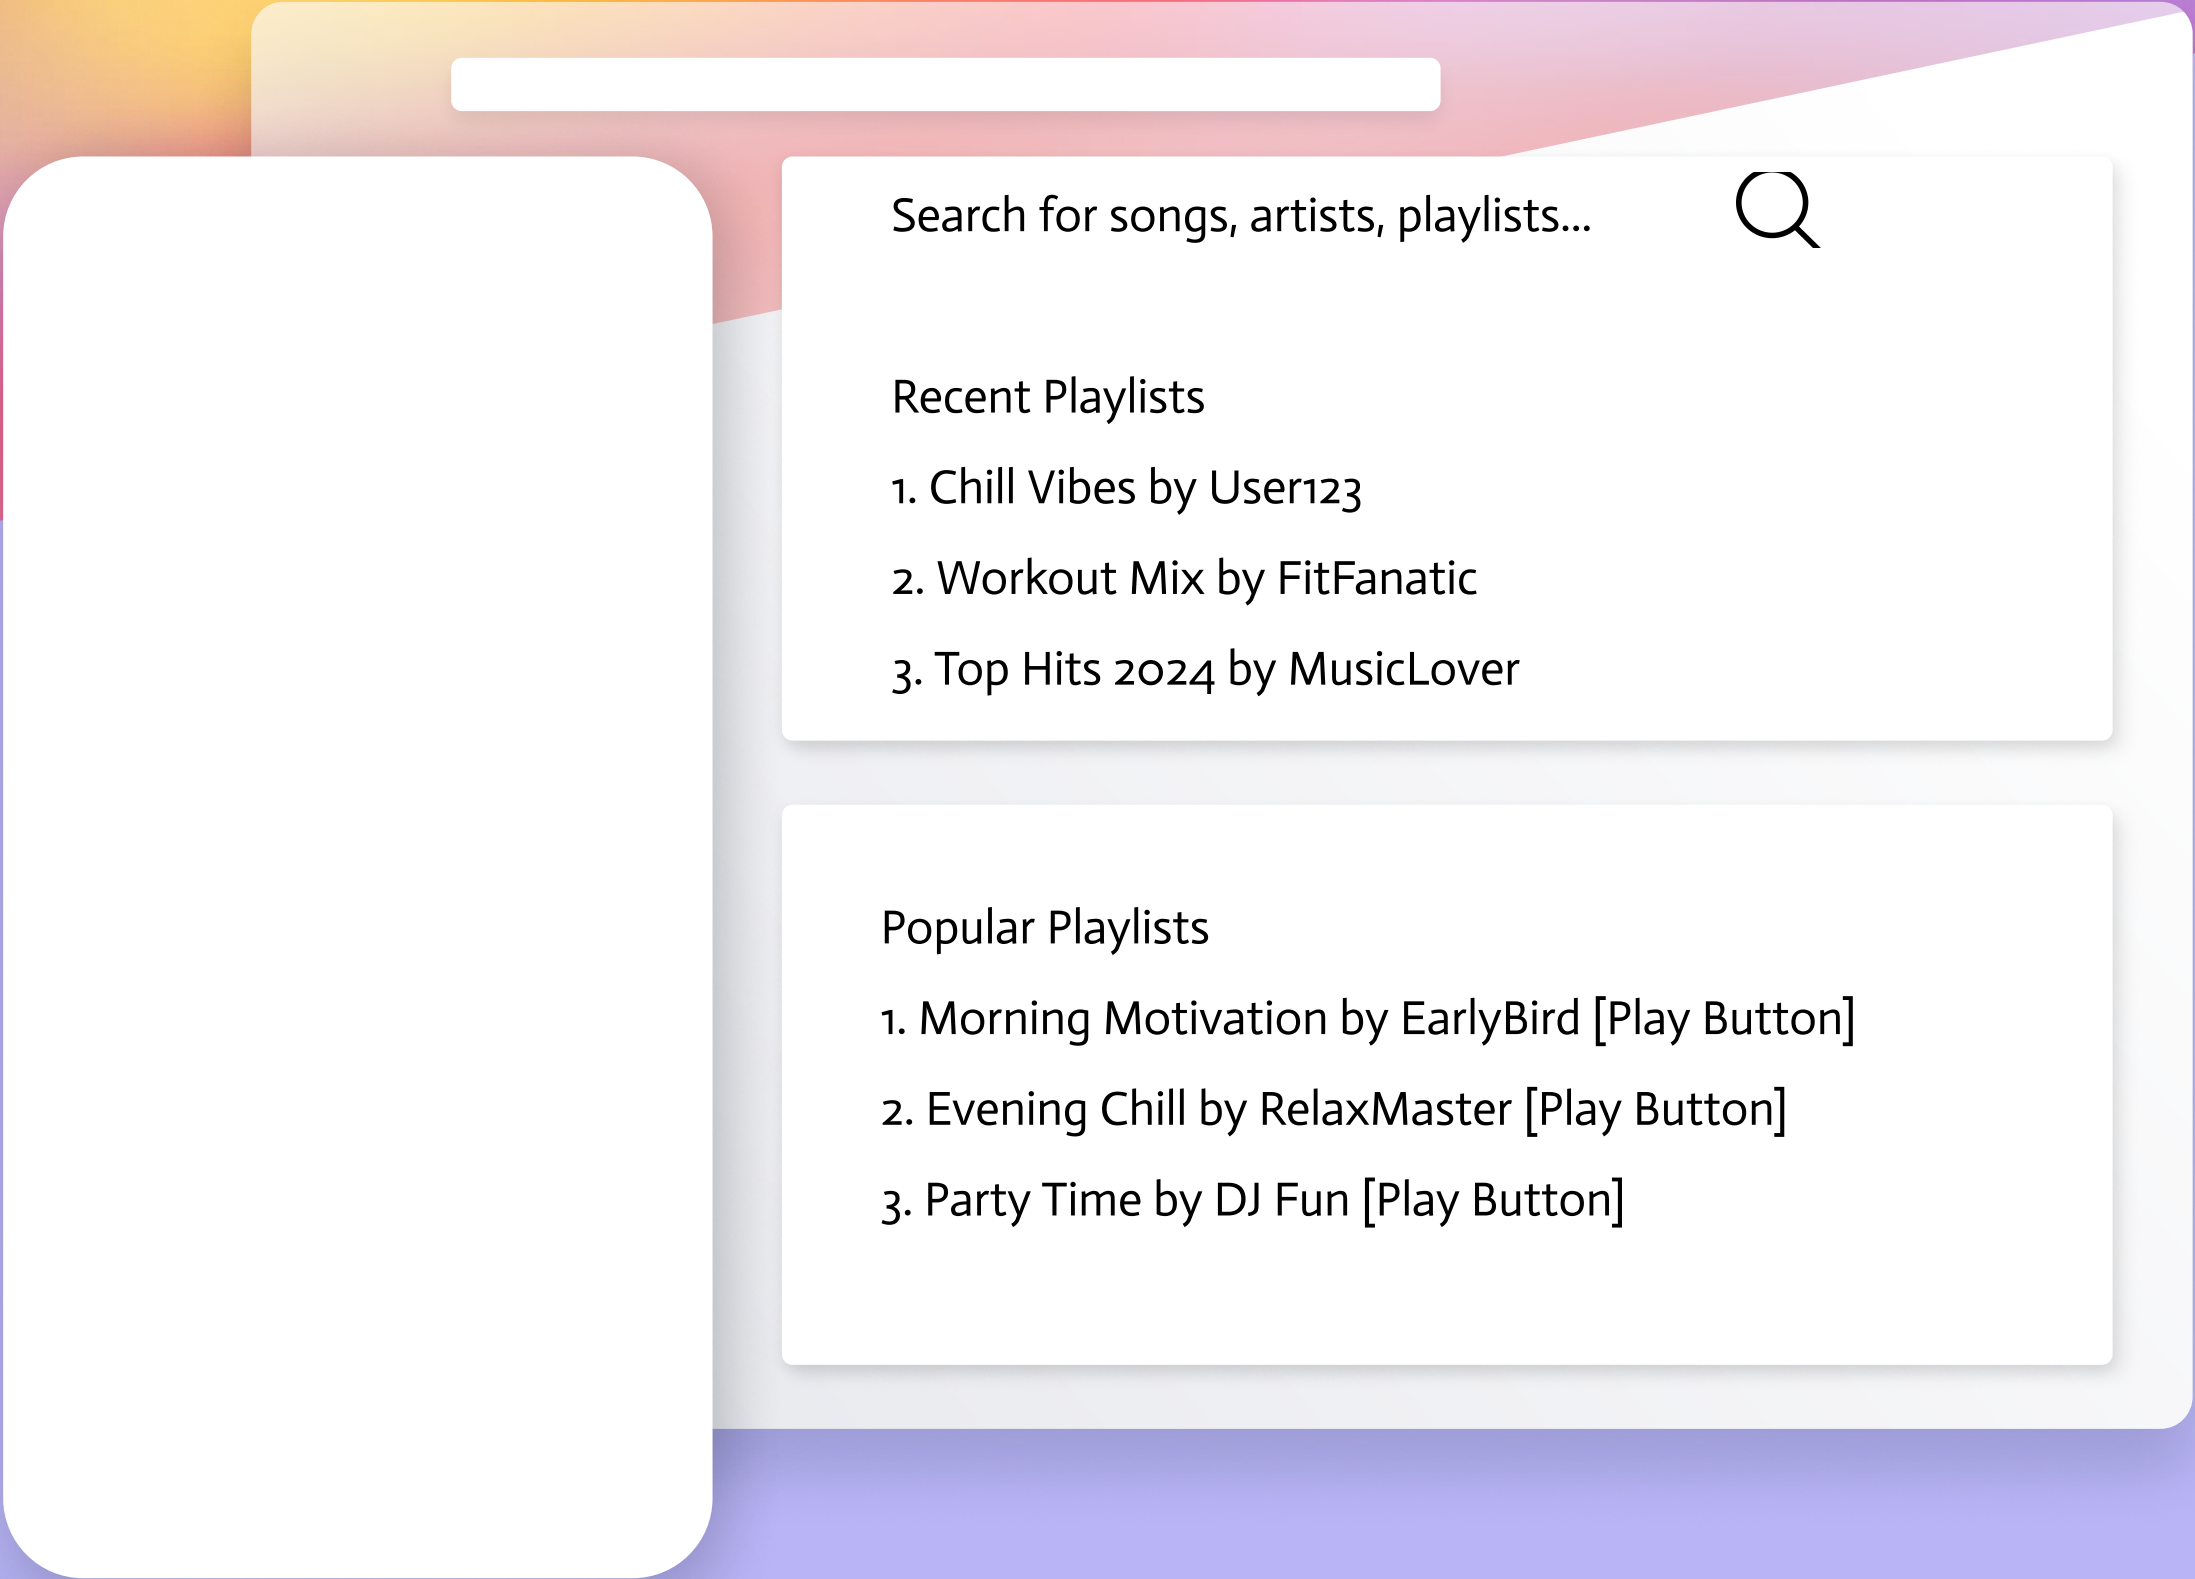 Search for songs, artists, playlists...
Recent Playlists
1. Chill Vibes by User123
2. Workout Mix by FitFanatic
3. Top Hits 2024 by MusicLover
Popular Playlists
1. Morning Motivation by EarlyBird [Play Button]
2. Evening Chill by RelaxMaster [Play Button]
3. Party Time by DJ Fun [Play Button]